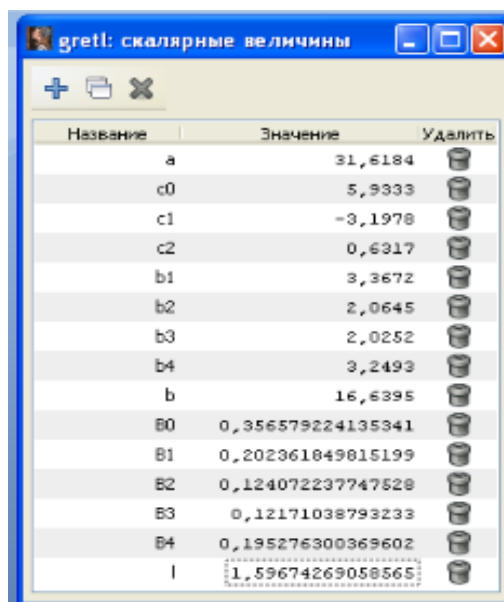 gretl: скалярные величины
Название Значение Удалить
a 31,6184
c0 5,9333
c1 -3,1978
c2 0,6317
b1 3,3672
b2 2,0645
b3 2,0252
b4 3,2493
b 16,6395
B0 0,356579224135341
B1 0,202361849815199
B2 0,124072237747528
B3 0,12171038793233
B4 0,195276300369602
l 1,59674269058565